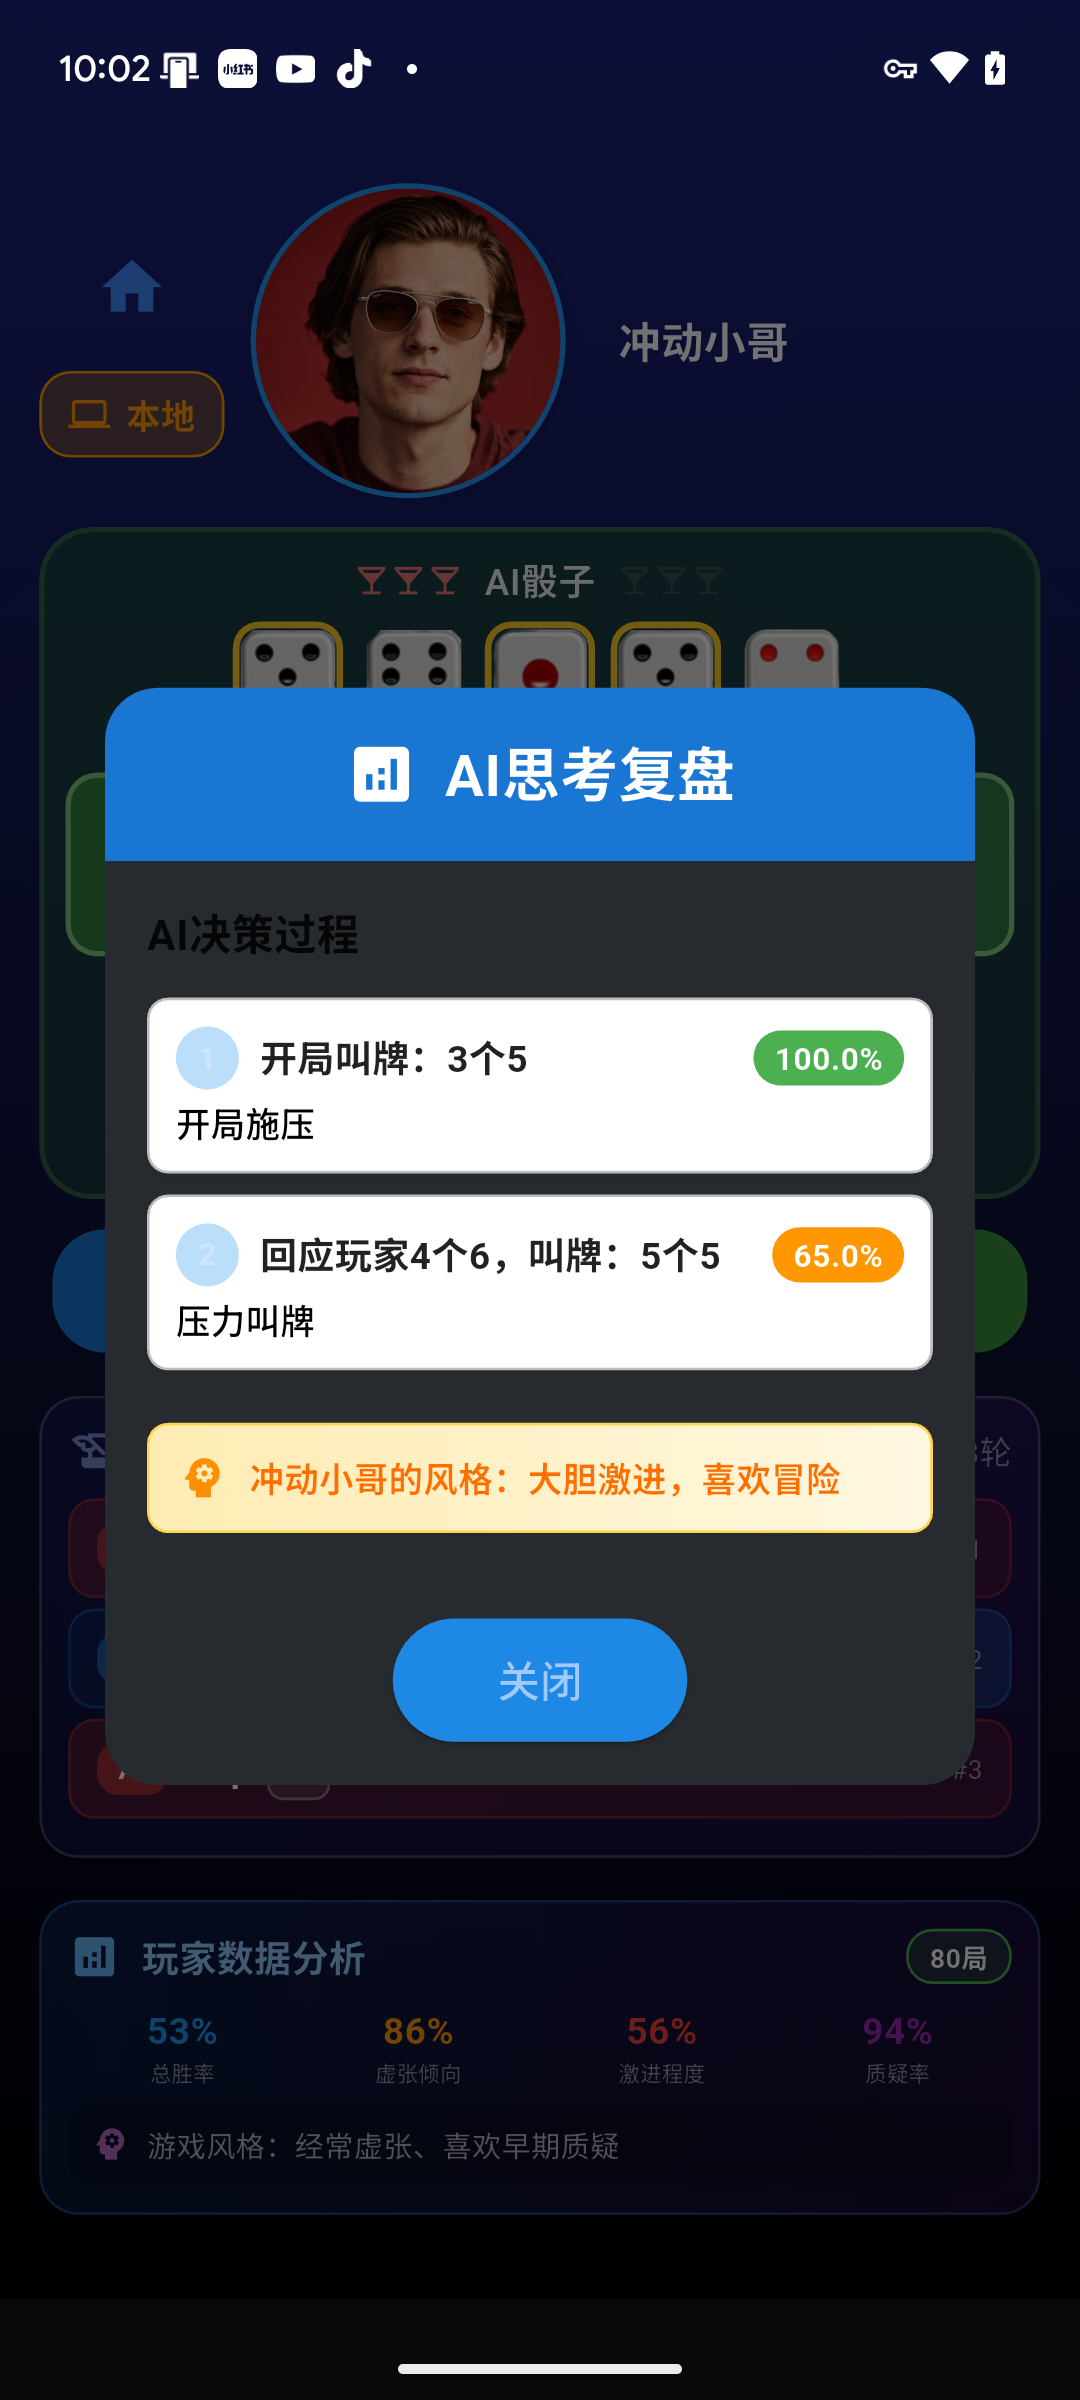 10:02
小红书
冲动小哥
本地
AI骰子
AI思考复盘
AI决策过程
1
开局叫牌：3个5
100.0%
开局施压
2
回应玩家4个6，叫牌：5个5
65.0%
压力叫牌
轮
冲动小哥的风格：大胆激进，喜欢冒险
2
关闭
#3
玩家数据分析
80局
53%
86%
56%
94%
总胜率
虚张倾向
激进程度
质疑率
游戏风格：经常虚张、喜欢早期质疑